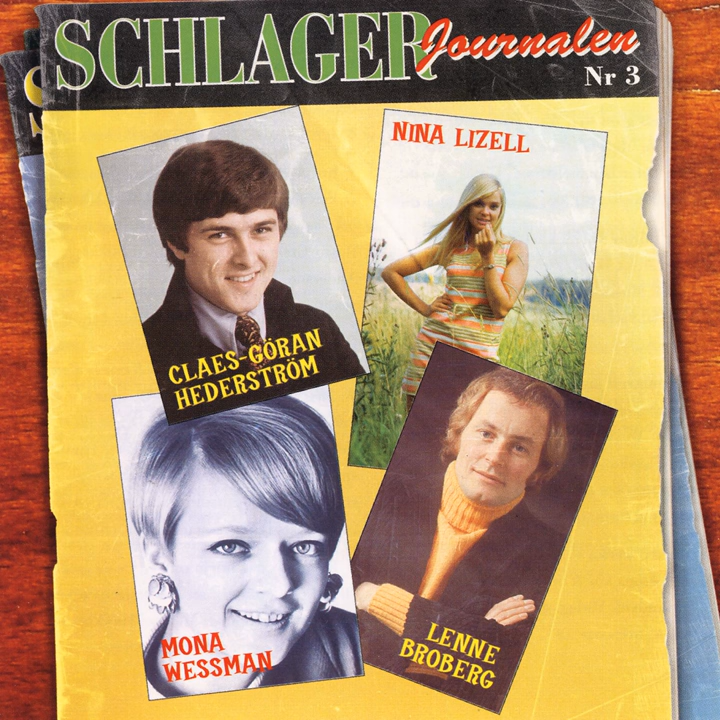 SCHLAGER Journalen
Nr 3
NINA LIZELL
CLAES-GÖRAN
HEDERSTRÖM
MONA
WESSMAN
LENNE
BROBERG